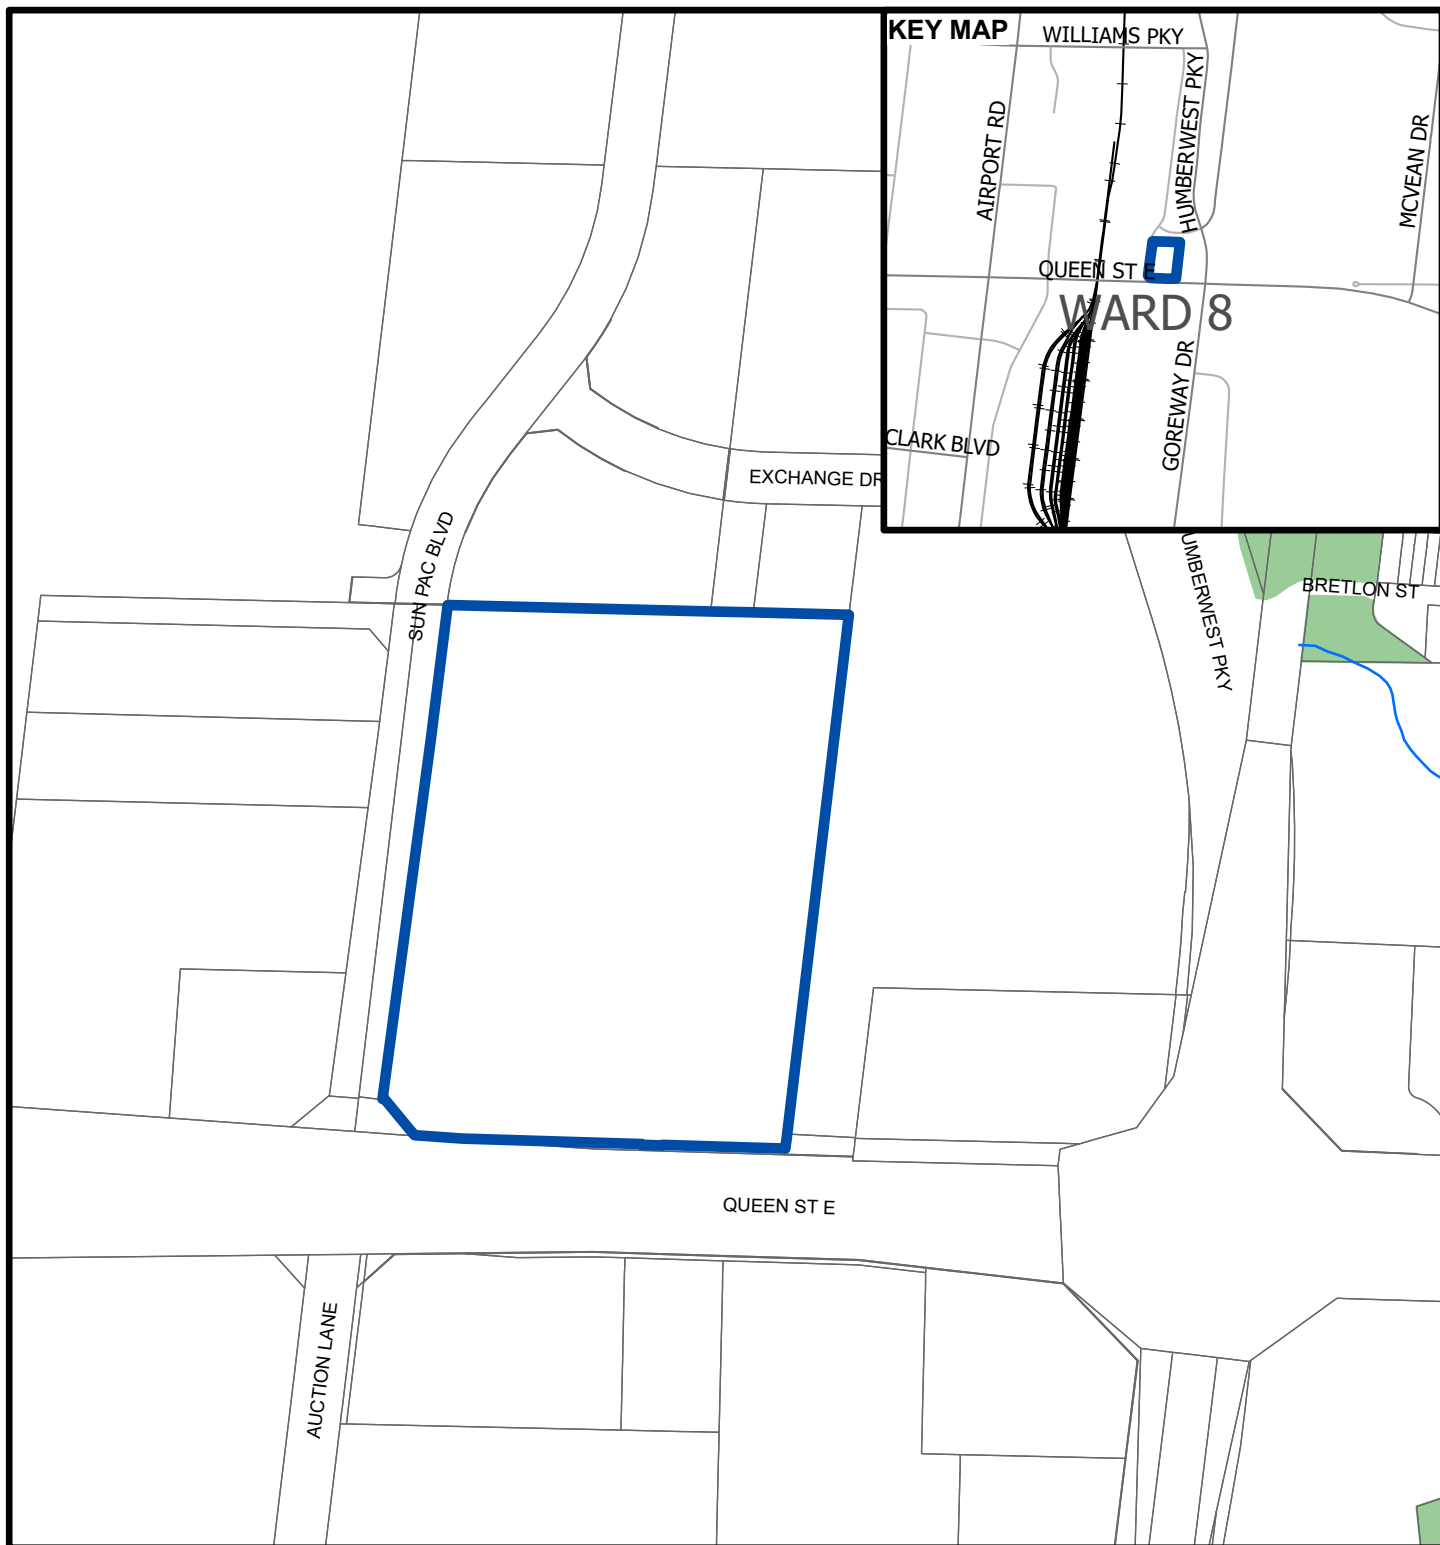 KEY MAP
WILLIAMS PKY
HUMBERWEST PKY
AIRPORT RD
MCVEAN DR
QUEEN ST E
WARD 8
GOREWAY DR
CLARK BLVD
EXCHANGE DR
SUN PAC BLVD
UMBERWEST PKY
BRETLON ST
QUEEN ST E
AUCTION LANE